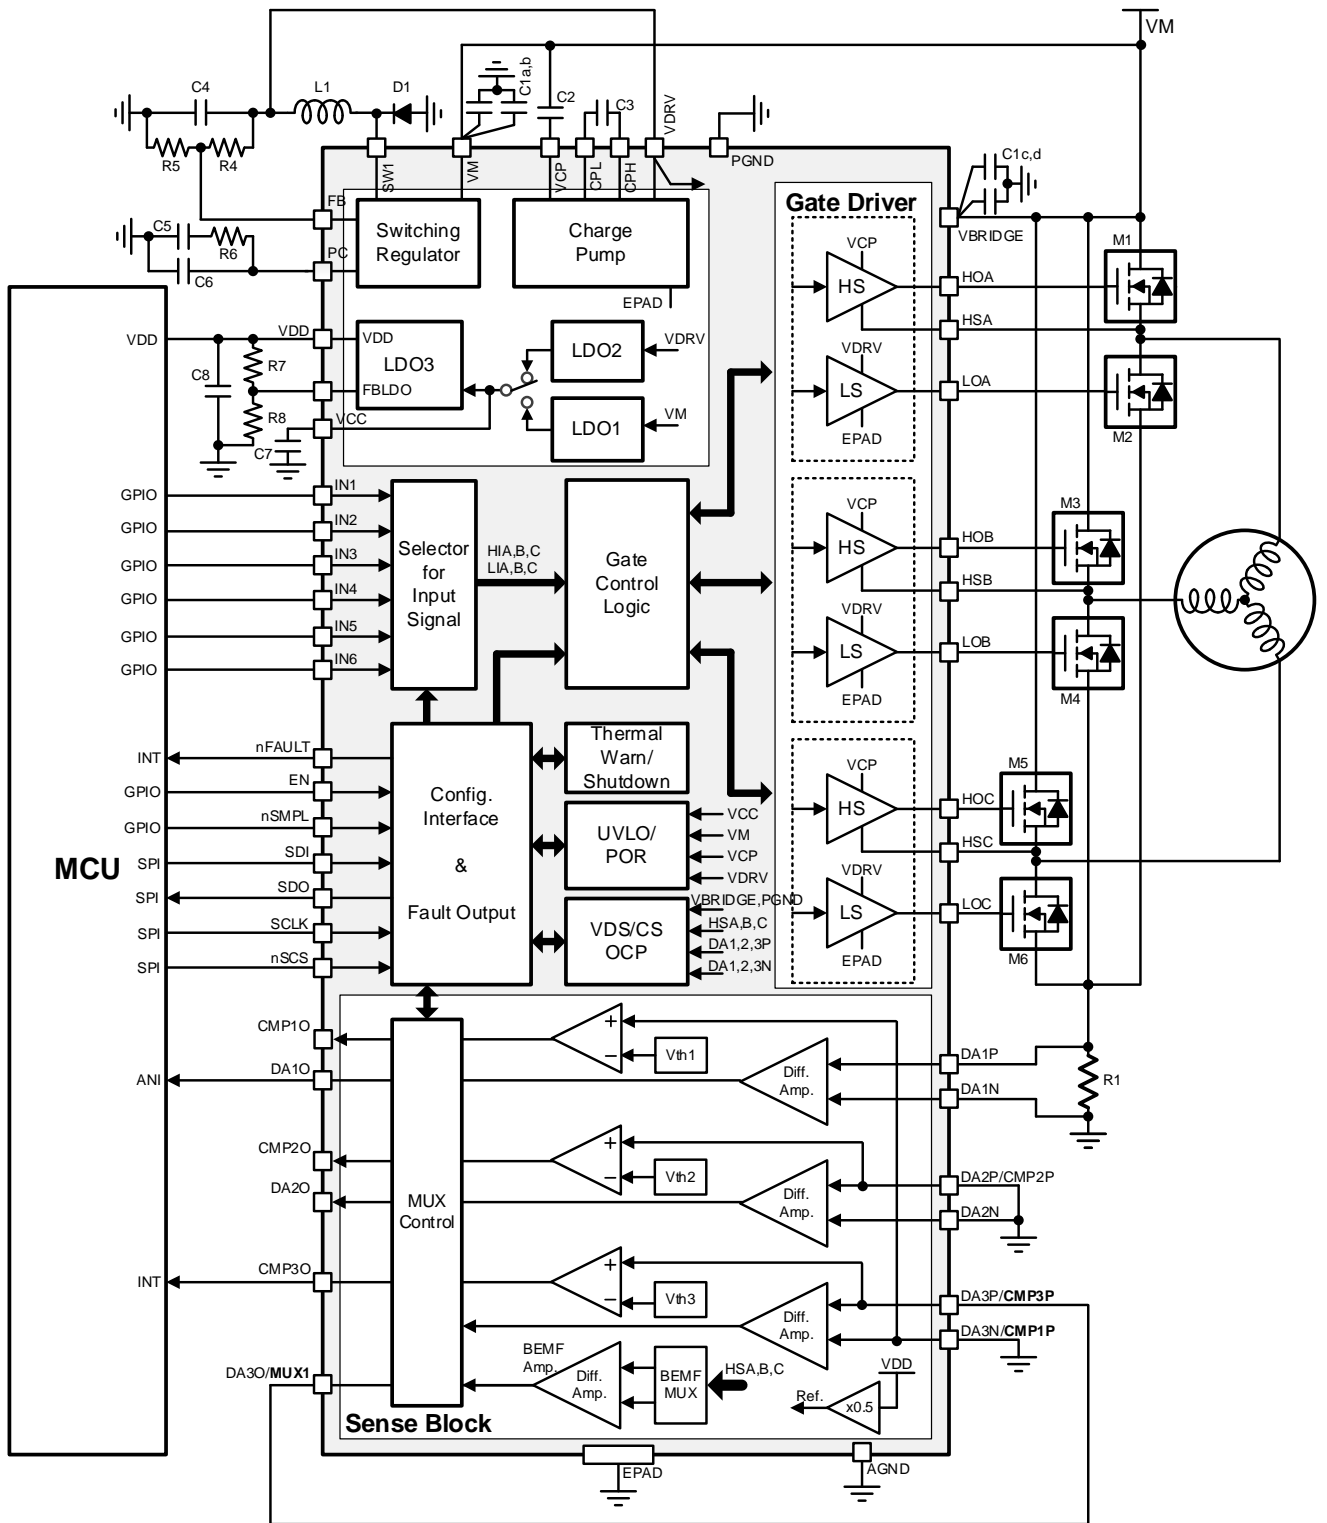 VM
C4
L1
D1
C1a,b
C2
C3
VDRV
R5
R4
SW1
VM
VCP
CPL
CPH
PGND
C1c,d
FB
Switching
Regulator
Charge
Pump
EPAD
Gate Driver
VBRIDGE
C5
R6
C6
PC
VCP
HS
HOA
M1
HSA
VDRV
LS
EPAD
LOA
M2
MCU
VDD
VDD
VDD
LDO3
FBLDO
LDO2
VDRV
LDO1
VM
C8
R7
R8
VCC
C7
GPIO
IN1
GPIO
IN2
GPIO
IN3
GPIO
IN4
GPIO
IN5
GPIO
IN6
Selector
for
Input
Signal
HIA,B,C
LIA,B,C
Gate
Control
Logic
VCP
HS
HOB
M3
HSB
VDRV
LS
EPAD
LOB
M4
INT
nFAULT
GPIO
EN
GPIO
nSMPL
SPI
SDI
SPI
SDO
SPI
SCLK
SPI
nSCS
Config.
Interface
&
Fault Output
Thermal
Warn/
Shutdown
UVLO/
POR
VCC
VM
VCP
VDRV
VDS/CS
OCP
VBRIDGE,PGND
HSA,B,C
DA1,2,3P
DA1,2,3N
VCP
HS
HOC
M5
HSC
VDRV
LS
EPAD
LOC
M6
CMP1O
+
−
Vth1
ANI
DA1O
Diff.
Amp.
DA1P
DA1N
R1
CMP2O
+
−
Vth2
DA2O
MUX
Control
Diff.
Amp.
DA2P/CMP2P
DA2N
INT
CMP3O
+
−
Vth3
Diff.
Amp.
DA3P/CMP3P
DA3N/CMP1P
DA3O/MUX1
BEMF
Amp.
Diff.
Amp.
BEMF
MUX
HSA,B,C
VDD
Ref.
x0.5
Sense Block
EPAD
AGND